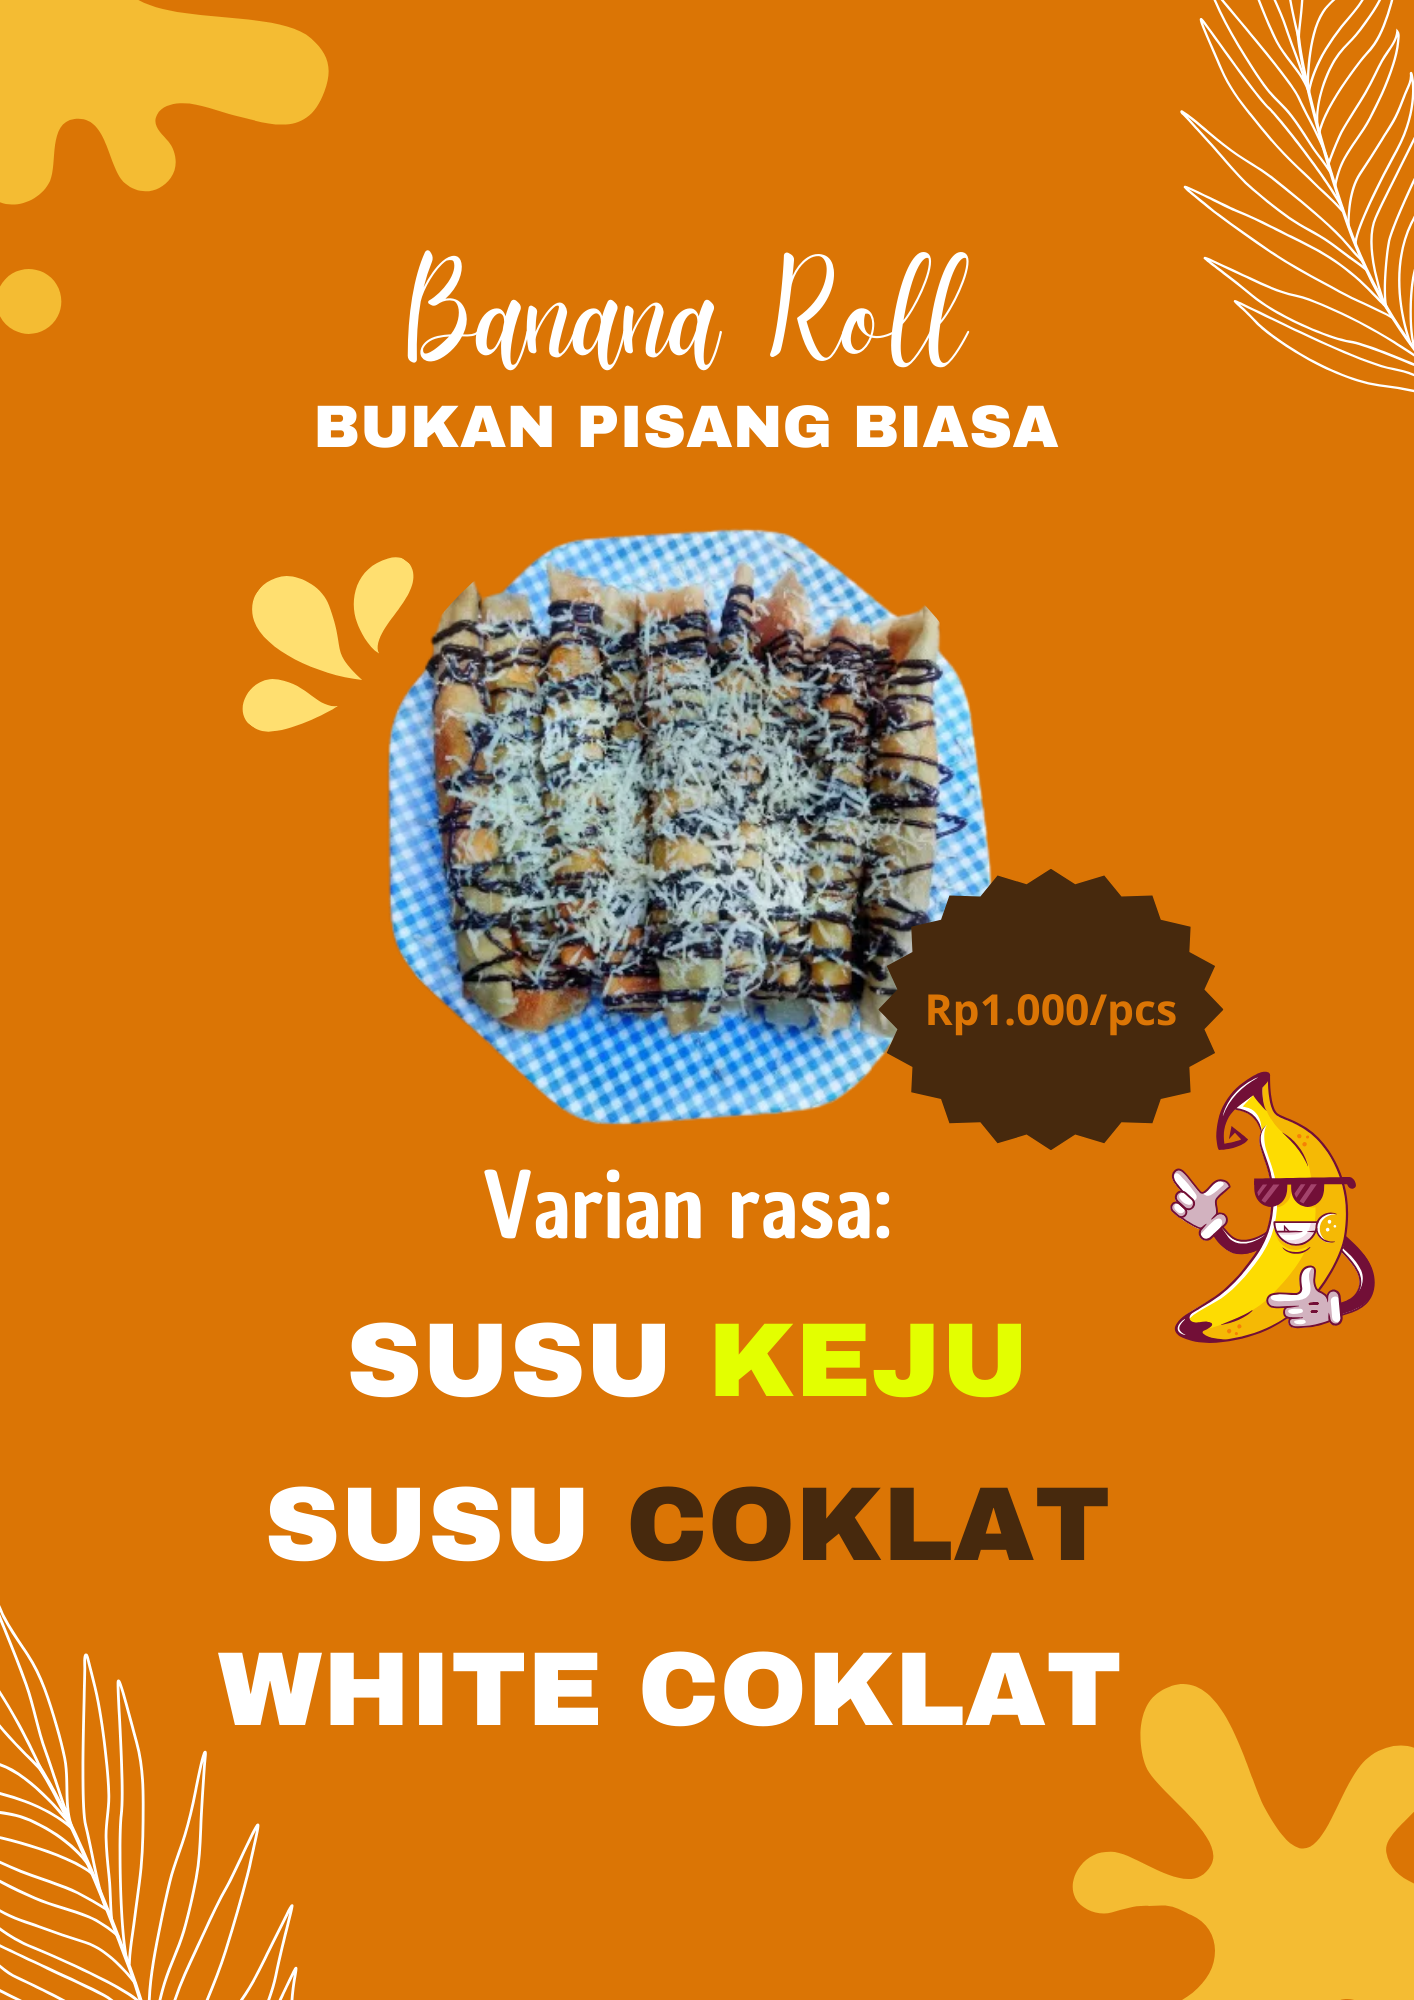 Banana Roll
BUKAN PISANG BIASA
Rp1.000/pcs
Varian rasa:
SUSU KEJU
SUSU COKLAT
WHITE COKLAT